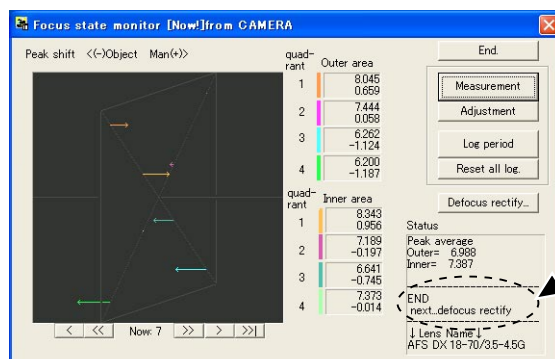 Focus state monitor [Now!]from CAMERA
Peak shift <(-)Object Man(+)>
quad-
rant
Outer area
1
8.045
0.659
2
7.444
0.058
3
6.262
-1.124
4
6.200
-1.187
quad-
rant
Inner area
1
8.343
0.956
2
7.189
-0.197
3
6.641
-0.745
4
7.373
-0.014
< << Now: 7 >> > >>|
End.
Measurement
Adjustment
Log period
Reset all log.
Defocus rectify...
Status
Peak average
Outer= 6.988
Inner= 7.387
END
next...defocus rectify
↓ Lens Name ↓
AFS DX 18-70/3.5-4.5G